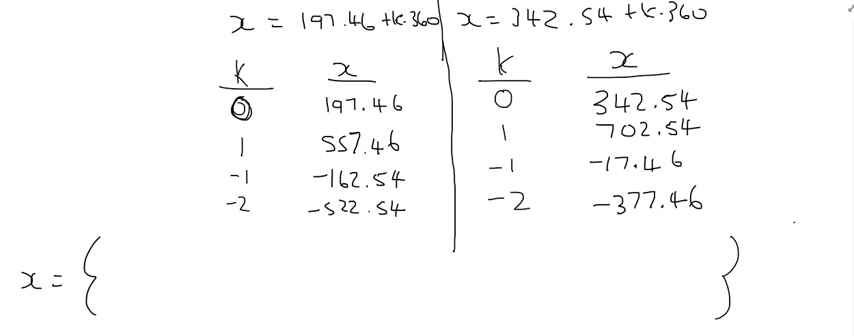 x = 197.46 + k.360 | x = 342.54 + k.360
k x | k x
0 197.46 | 0 342.54
1 557.46 | 1 702.54
-1 -162.54 | -1 -17.46
-2 -522.54 | -2 -377.46
x = { }